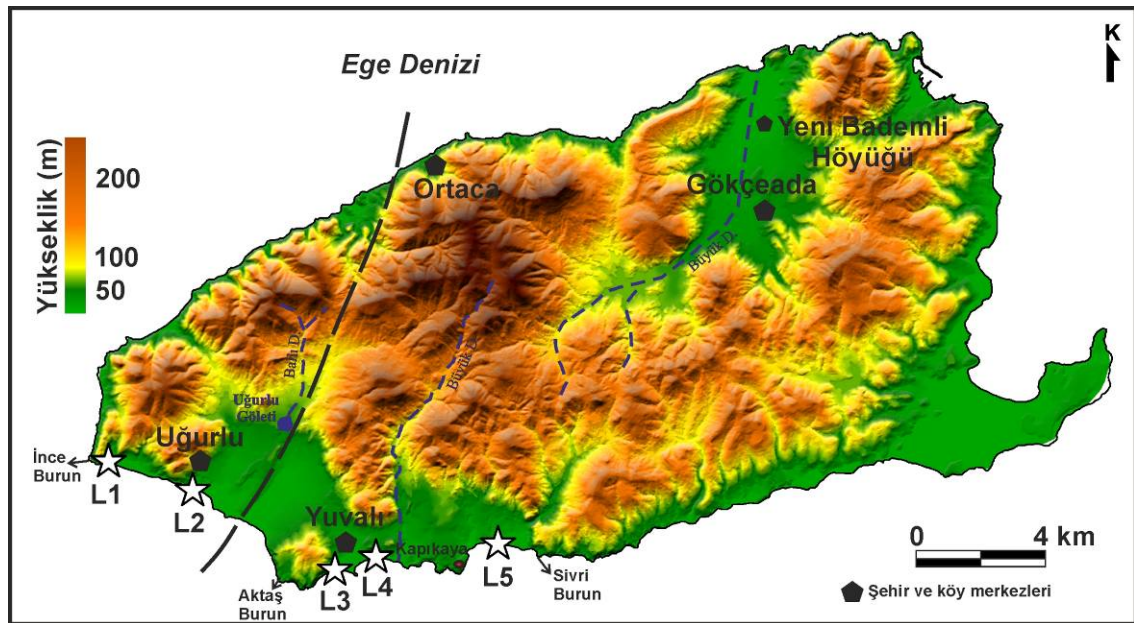 K
Ege Denizi
Yükseklik (m)
200
100
50
Ortaca
Yeni Bademli
Höyüğü
Gökçeada
Büyük D.
Büyük D.
Ballı D.
Uğurlu
Göleti
Uğurlu
İnce
Burun
L1
L2
Yuvalı
Kapıkaya
L3
L4
L5
Aktaş
Burun
Sivri
Burun
0 4 km
Şehir ve köy merkezleri